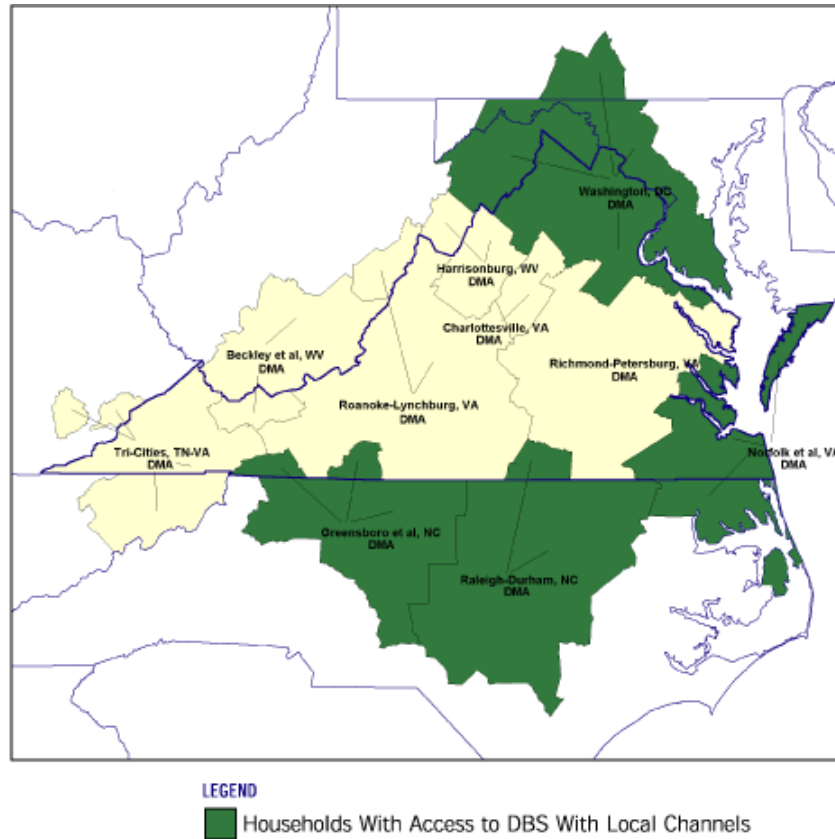 Washington, DC
DMA
Harrisonburg, WV
DMA
Charlottesville, VA
DMA
Beckley et al, WV
DMA
Richmond-Petersburg, VA
DMA
Roanoke-Lynchburg, VA
DMA
Tri-Cities, TN-VA
DMA
Norfolk et al, VA
DMA
Greensboro et al, NC
DMA
Raleigh-Durham, NC
DMA
LEGEND
Households With Access to DBS With Local Channels